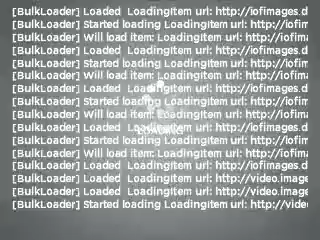 [BulkLoader] Loaded LoadingItem url: http://iofimages.d
[BulkLoader] Started loading LoadingItem url: http://iofin
[BulkLoader] Will load item: LoadingItem url: http://iofima
[BulkLoader] Loaded LoadingItem url: http://iofimages.d
[BulkLoader] Started loading LoadingItem url: http://iofin
[BulkLoader] Will load item: LoadingItem url: http://iofima
[BulkLoader] Loaded LoadingItem url: http://iofimages.d
[BulkLoader] Started loading LoadingItem url: http://iofin
[BulkLoader] Will load item: LoadingItem url: http://iofima
[BulkLoader] Loaded LoadingItem url: http://iofimages.d
[BulkLoader] Started loading LoadingItem url: http://iofin
[BulkLoader] Will load item: LoadingItem url: http://iofima
[BulkLoader] Loaded LoadingItem url: http://iofimages.d
[BulkLoader] Loaded LoadingItem url: http://video.image
[BulkLoader] Loaded LoadingItem url: http://video.image
[BulkLoader] Started loading LoadingItem url: http://vide